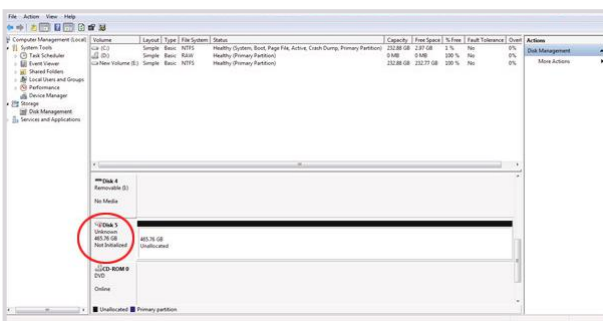 File Action View Help
Computer Management (Local)
System Tools
Task Scheduler
Event Viewer
Shared Folders
Local Users and Groups
Performance
Device Manager
Storage
Disk Management
Services and Applications
Volume Layout Type File System Status Capacity Free Space % Free Fault Tolerance Overl
(C:) Simple Basic NTFS Healthy (System, Boot, Page File, Active, Crash Dump, Primary Partition) 232.88 GB 2.97 GB 1 % No 0%
(D:) Simple Basic RAW Healthy (Primary Partition) 0 MB 0 MB 100 % No 0%
New Volume (E:) Simple Basic NTFS Healthy (Primary Partition) 232.88 GB 232.77 GB 100 % No 0%
Actions
Disk Management
More Actions
Disk 4
Removable (I:)
No Media
Disk 5
Unknown
465.76 GB
Not Initialized
465.76 GB
Unallocated
CD-ROM 0
DVD
Online
Unallocated Primary partition